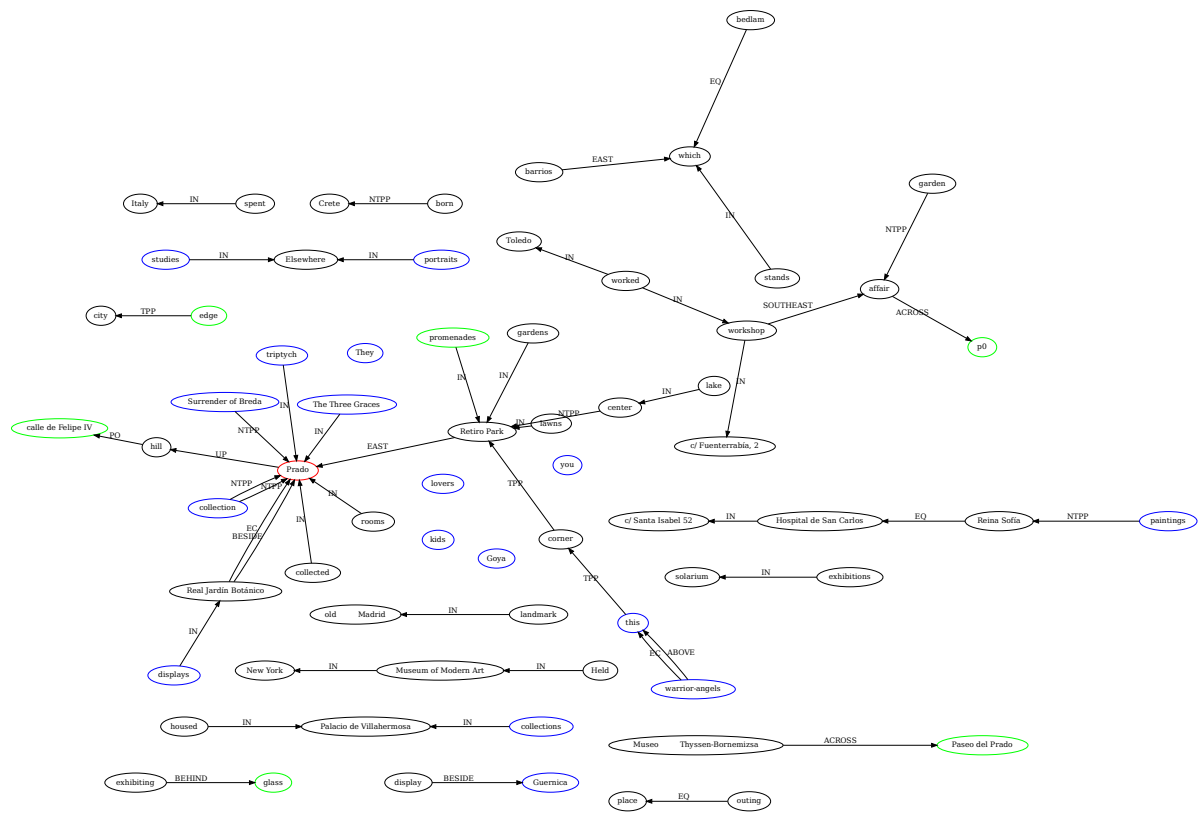 bedlam
EQ
which
EAST
barrios
garden
Italy
IN
spent
Crete
NTPP
born
IN
NTPP
Toledo
studies
IN
Elsewhere
IN
portraits
IN
worked
stands
affair
IN
SOUTHEAST
ACROSS
city
TPP
edge
workshop
promenades
gardens
p0
triptych
They
IN
IN
IN
lake
IN
Surrender of Breda
IN
The Three Graces
center
NTPP
calle de Felipe IV
PO
NTPP
IN
Retiro Park
IN
lawns
hill
UP
EAST
c/ Fuenterrabía, 2
Prado
you
NTPP
NTPP
lovers
TPP
IN
collection
rooms
IN
c/ Santa Isabel 52
IN
Hospital de San Carlos
EQ
Reina Sofía
NTPP
paintings
EC
BESIDE
kids
corner
Goya
collected
TPP
solarium
IN
exhibitions
Real Jardín Botánico
old Madrid
IN
landmark
this
IN
EC
ABOVE
displays
New York
IN
Museum of Modern Art
IN
Held
warrior-angels
housed
IN
Palacio de Villahermosa
IN
collections
Museo Thyssen-Bornemizsa
ACROSS
Paseo del Prado
exhibiting
BEHIND
glass
display
BESIDE
Guernica
place
EQ
outing